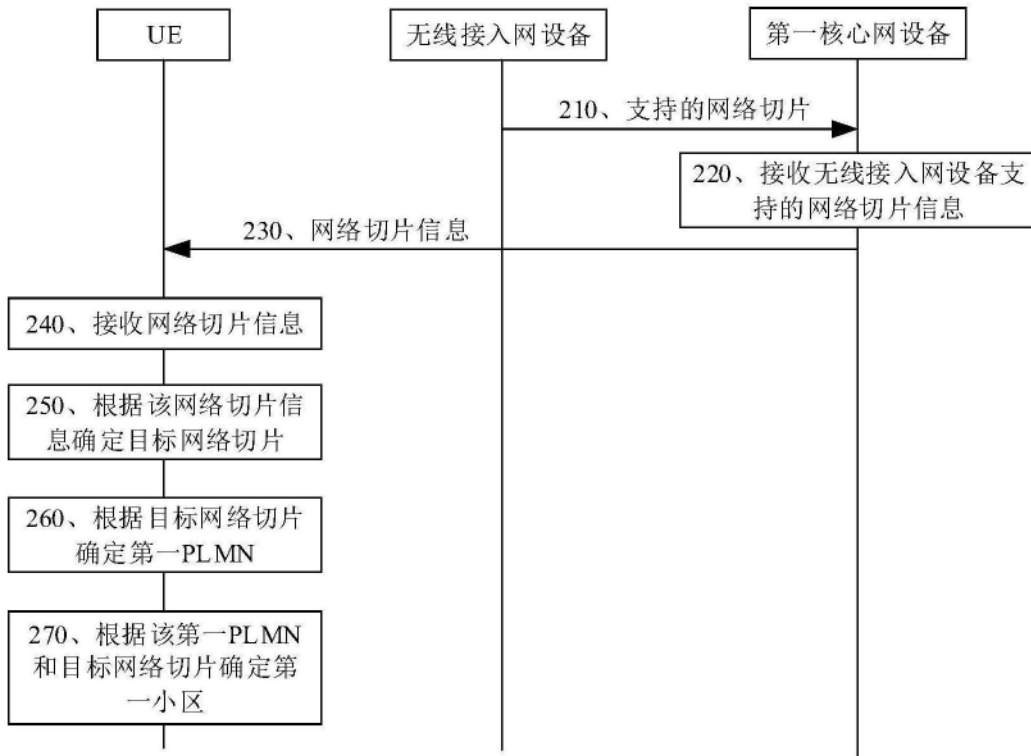 UE
无线接入网设备
第一核心网设备
210、支持的网络切片
220、接收无线接入网设备支
持的网络切片信息
230、网络切片信息
240、接收网络切片信息
250、根据该网络切片信
息确定目标网络切片
260、根据目标网络切片
确定第一PLMN
270、根据该第一PLMN
和目标网络切片确定第
一小区